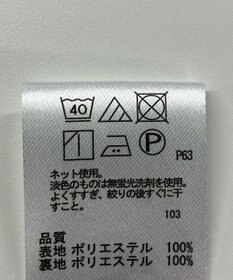 40
P
P63
ネット使用。
淡色のものは無蛍光洗剤を使用。
よくすすぎ、絞りの後すぐに干
すこと。
103
品質
表地 ポリエステル 100%
裏地 ポリエステル 100%